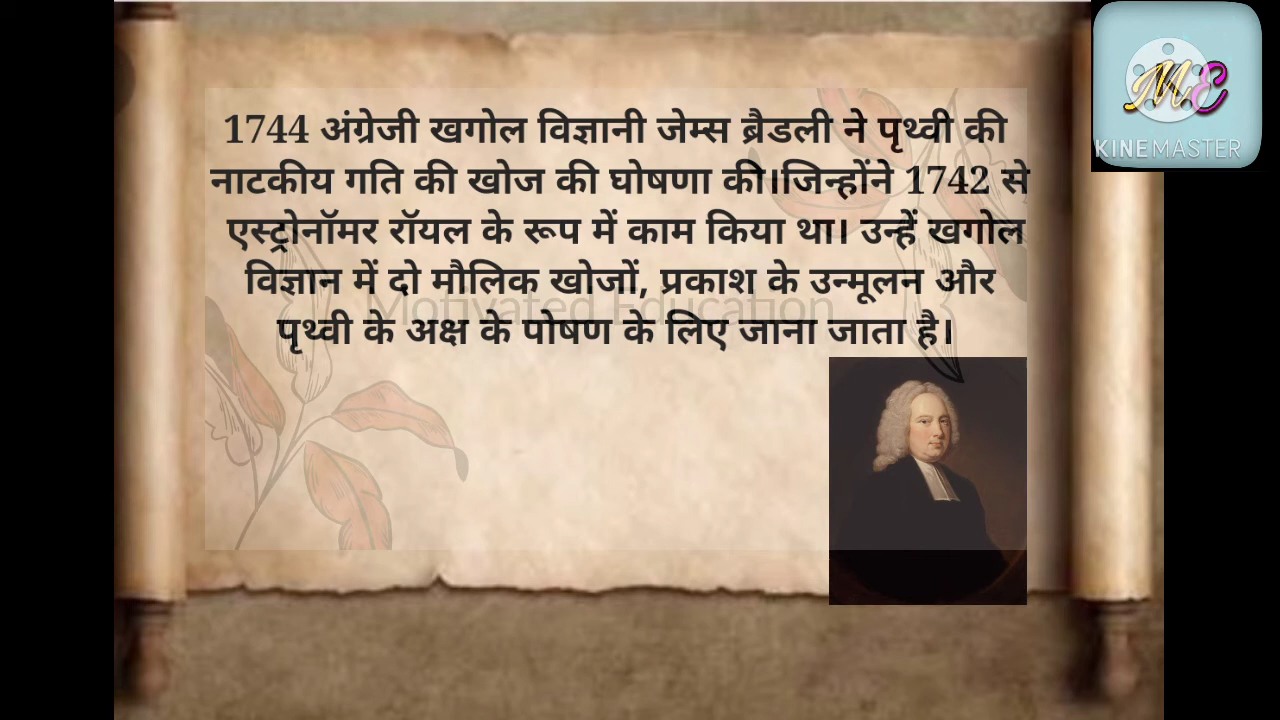 1744 अंग्रेजी खगोल विज्ञानी जेम्स ब्रैडली ने पृथ्वी की
नाटकीय गति की खोज की घोषणा की।जिन्होंने 1742 से
एस्ट्रोनॉमर रॉयल के रूप में काम किया था। उन्हें खगोल
विज्ञान में दो मौलिक खोजों, प्रकाश के उन्मूलन और
Motivated Education
पृथ्वी के अक्ष के पोषण के लिए जाना जाता है।
ME
KINEMASTER